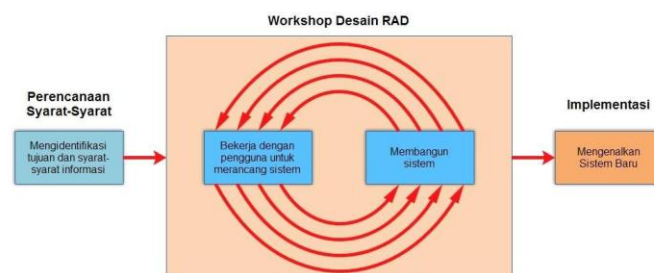 Workshop Desain RAD
Perencanaan
Syarat-Syarat
Mengidentifikasi
tujuan dan syarat-
syarat informasi
Bekerja dengan
pengguna untuk
merancang sistem
Membangun
sistem
Implementasi
Mengenalkan
Sistem Baru